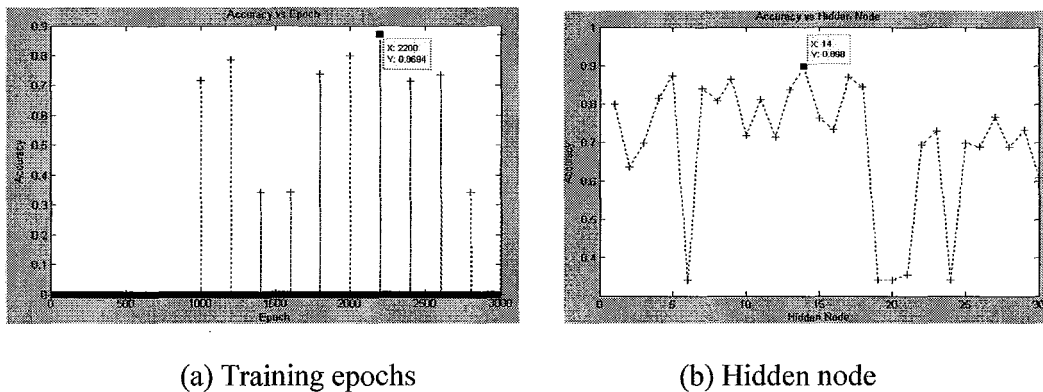 Accuracy vs Epoch
Accuracy
0.9
0.8
0.7
0.6
0.5
0.4
0.3
0.2
0.1
0
X: 2200
Y: 0.8694
0 500 1000 1500 2000 2500 3000
Epoch
(a) Training epochs
Accuracy vs Hidden Node
Accuracy
1
0.9
0.8
0.7
0.6
0.5
0.4
X: 14
Y: 0.898
0 5 10 15 20 25 30
Hidden Node
(b) Hidden node